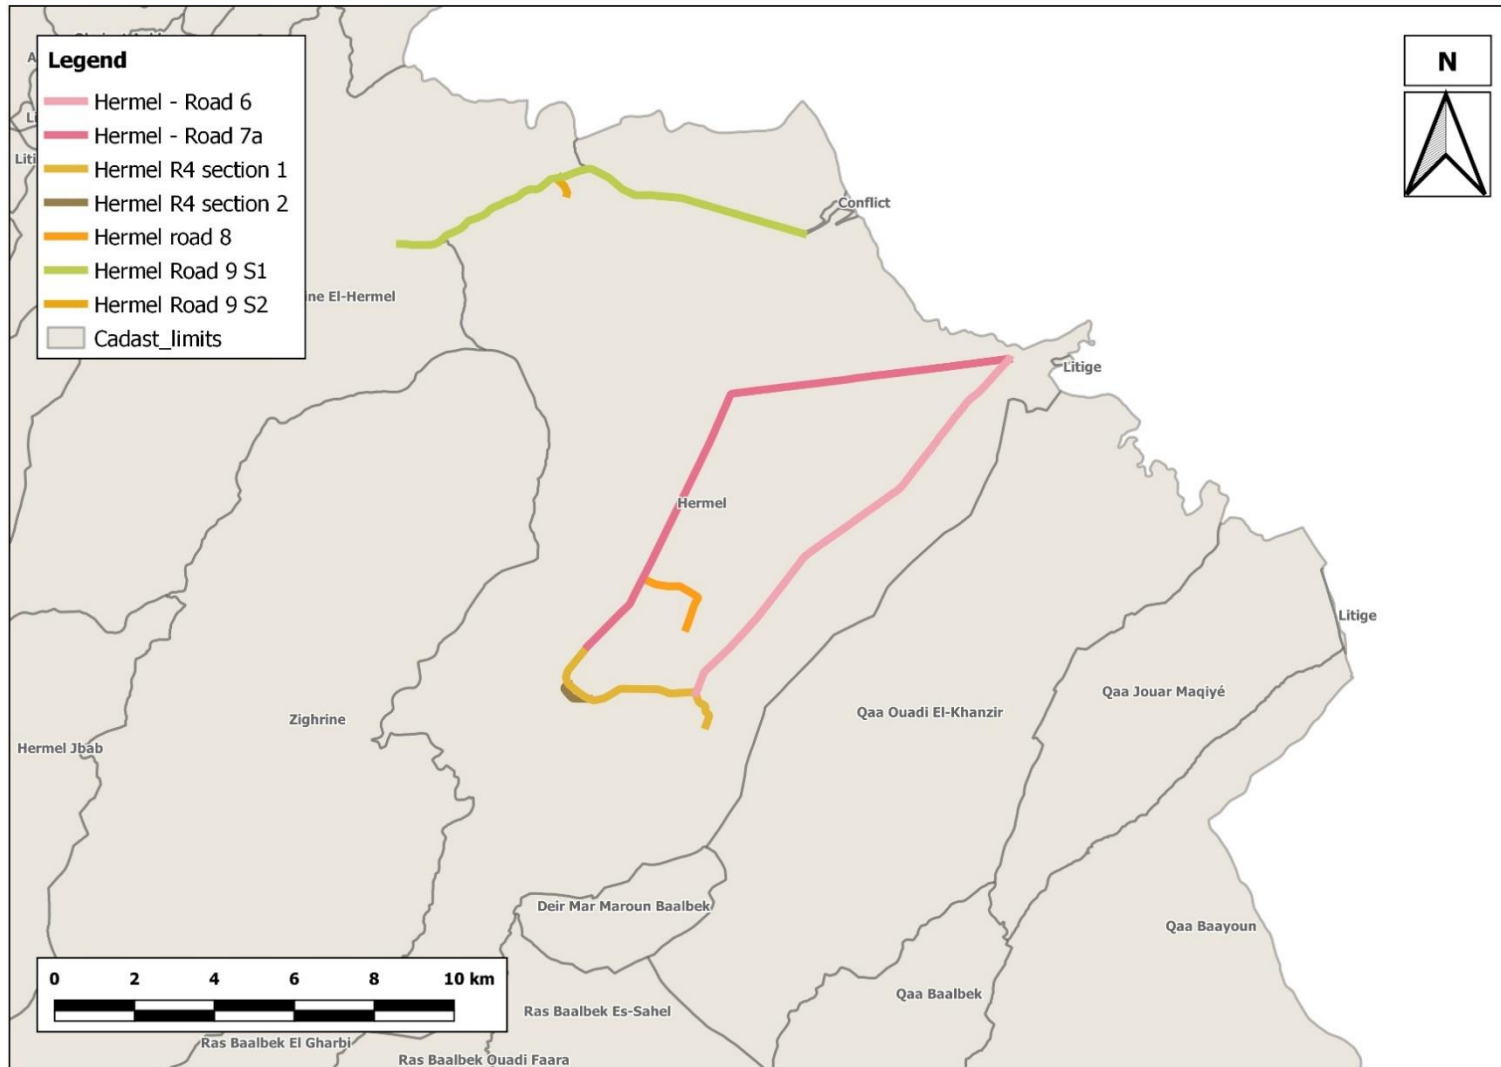 Legend
Hermel - Road 6
Hermel - Road 7a
Hermel R4 section 1
Hermel R4 section 2
Hermel road 8
Hermel Road 9 S1
Hermel Road 9 S2
Cadast_limits
N
Conflict
ine El-Hermel
Litige
Hermel
Litige
Qaa Jouar Maqiyé
Qaa Ouadi El-Khanzir
Zighrine
Hermel Jbab
Deir Mar Maroun Baalbek
Qaa Baayoun
0 2 4 6 8 10 km
Qaa Baalbek
Ras Baalbek Es-Sahel
Ras Baalbek El Gharbi
Ras Baalbek Ouadi Faara